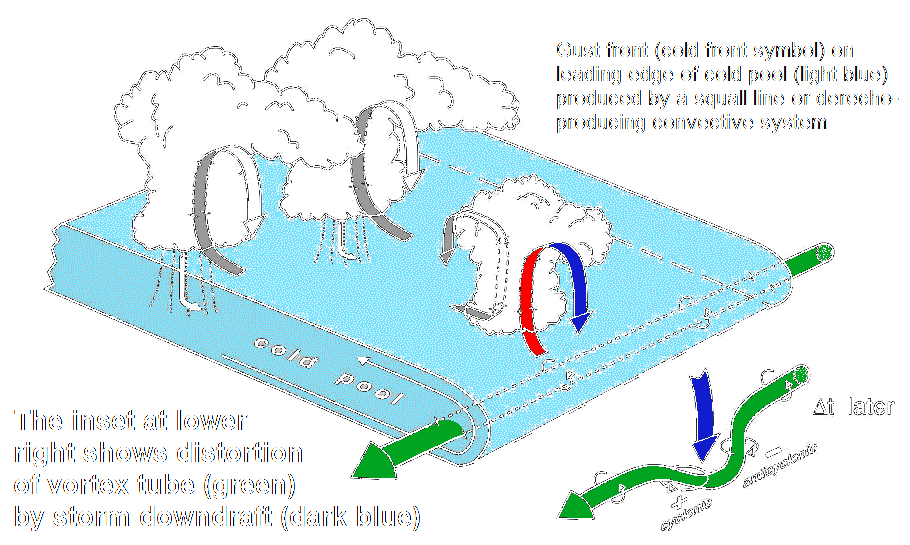 Gust front (cold front symbol) on
leading edge of cold pool (light blue)
produced by a squall line or derecho-
producing convective system
cold pool
The inset at lower
right shows distortion
of vortex tube (green)
by storm downdraft (dark blue)
Δt later
anticyclonic
−
+
cyclonic